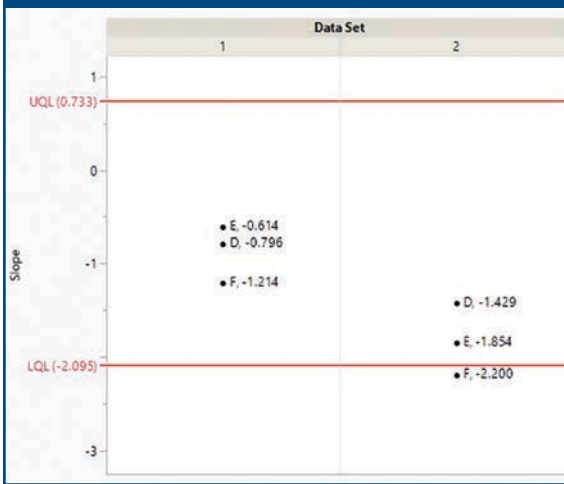 Data Set
1 2
1
UQL (0.733)
0
E, -0.614
D, -0.796
Slope
-1
F, -1.214
D, -1.429
E, -1.854
LQL (-2.095)
F, -2.200
-3